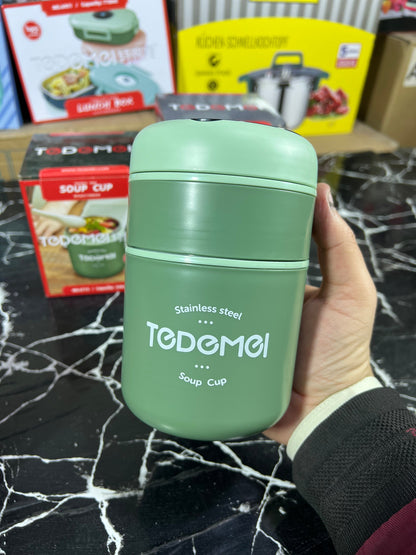 TEDEMEI
Lunch Box
KÜCHEN SCHNELLKOCHTOPF
TEDEMEI
SOUP CUP
TEDEMEI
Stainless steel
TEDEMEI
Soup Cup